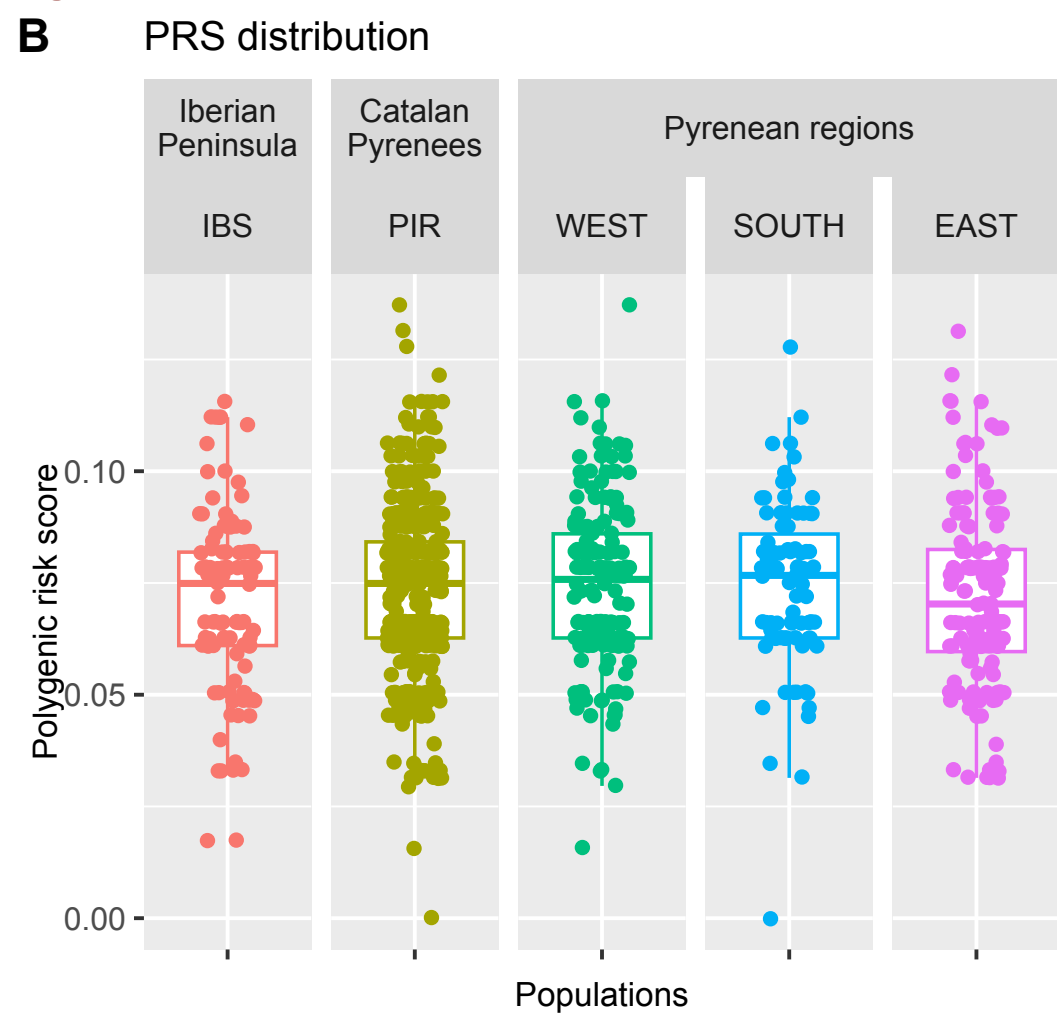 B PRS distribution
Iberian
Peninsula
Catalan
Pyrenees
Pyrenean regions
IBS
PIR
WEST
SOUTH
EAST
Polygenic risk score
0.10
0.05
0.00
Populations